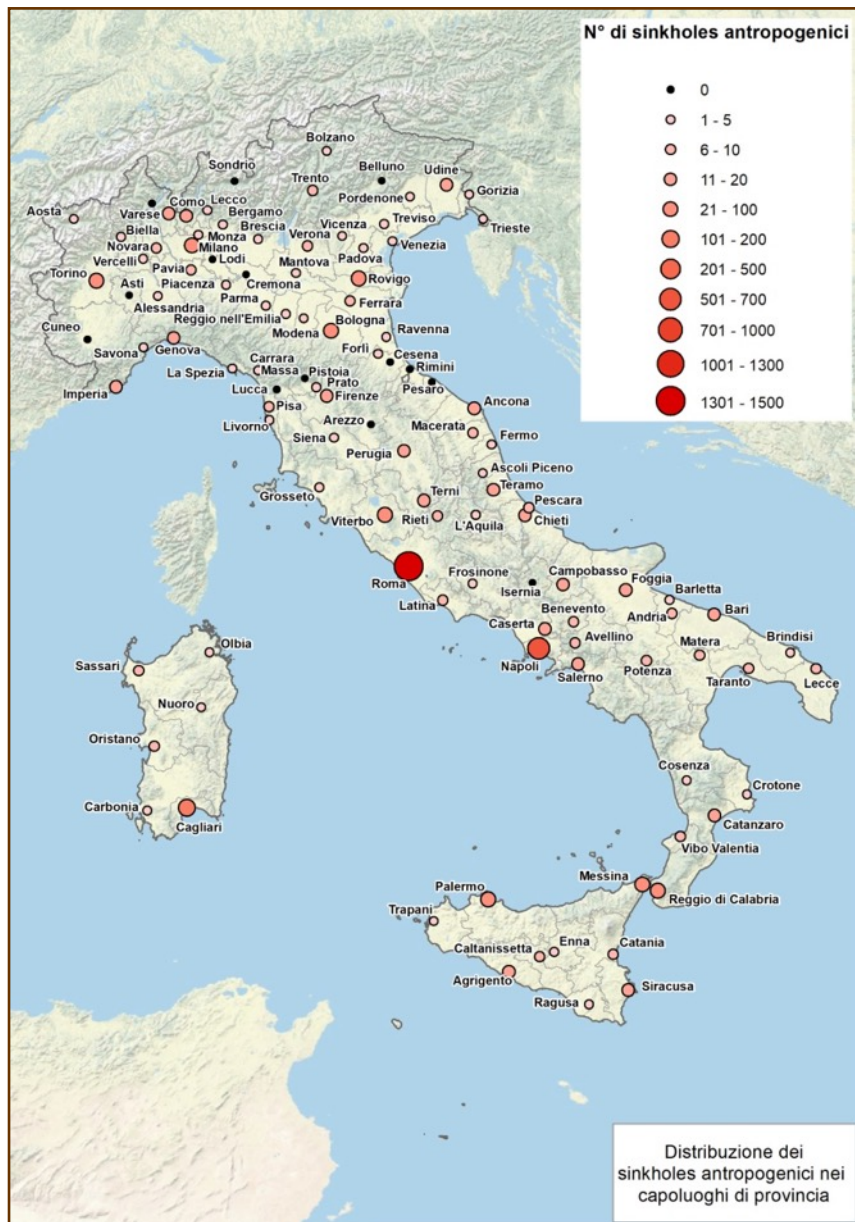 N° di sinkholes antropogenici
0
1 - 5
6 - 10
11 - 20
21 - 100
101 - 200
201 - 500
501 - 700
701 - 1000
1001 - 1300
1301 - 1500
Bolzano
Sondrio
Belluno
Udine
Trento
Pordenone
Gorizia
Aosta
Varese
Como
Lecco
Bergamo
Treviso
Trieste
Biella
Monza
Brescia
Verona
Vicenza
Novara
Milano
Padova
Venezia
Vercelli
Lodi
Mantova
Torino
Pavia
Rovigo
Asti
Piacenza
Cremona
Alessandria
Parma
Ferrara
Reggio nell'Emilia
Bologna
Cuneo
Modena
Ravenna
Savona
Genova
Forlì
Cesena
La Spezia
Carrara
Massa
Pistoia
Rimini
Imperia
Lucca
Prato
Firenze
Pesaro
Pisa
Arezzo
Ancona
Livorno
Siena
Macerata
Fermo
Perugia
Ascoli Piceno
Grosseto
Terni
Teramo
Pescara
Viterbo
Rieti
L'Aquila
Chieti
Roma
Frosinone
Isernia
Campobasso
Foggia
Barletta
Latina
Benevento
Andria
Bari
Caserta
Avellino
Matera
Brindisi
Napoli
Salerno
Potenza
Taranto
Lecce
Olbia
Sassari
Nuoro
Oristano
Carbonia
Cagliari
Cosenza
Crotone
Catanzaro
Vibo Valentia
Messina
Reggio di Calabria
Palermo
Trapani
Caltanissetta
Enna
Catania
Agrigento
Siracusa
Ragusa
Distribuzione dei
sinkholes antropogenici nei
capoluoghi di provincia